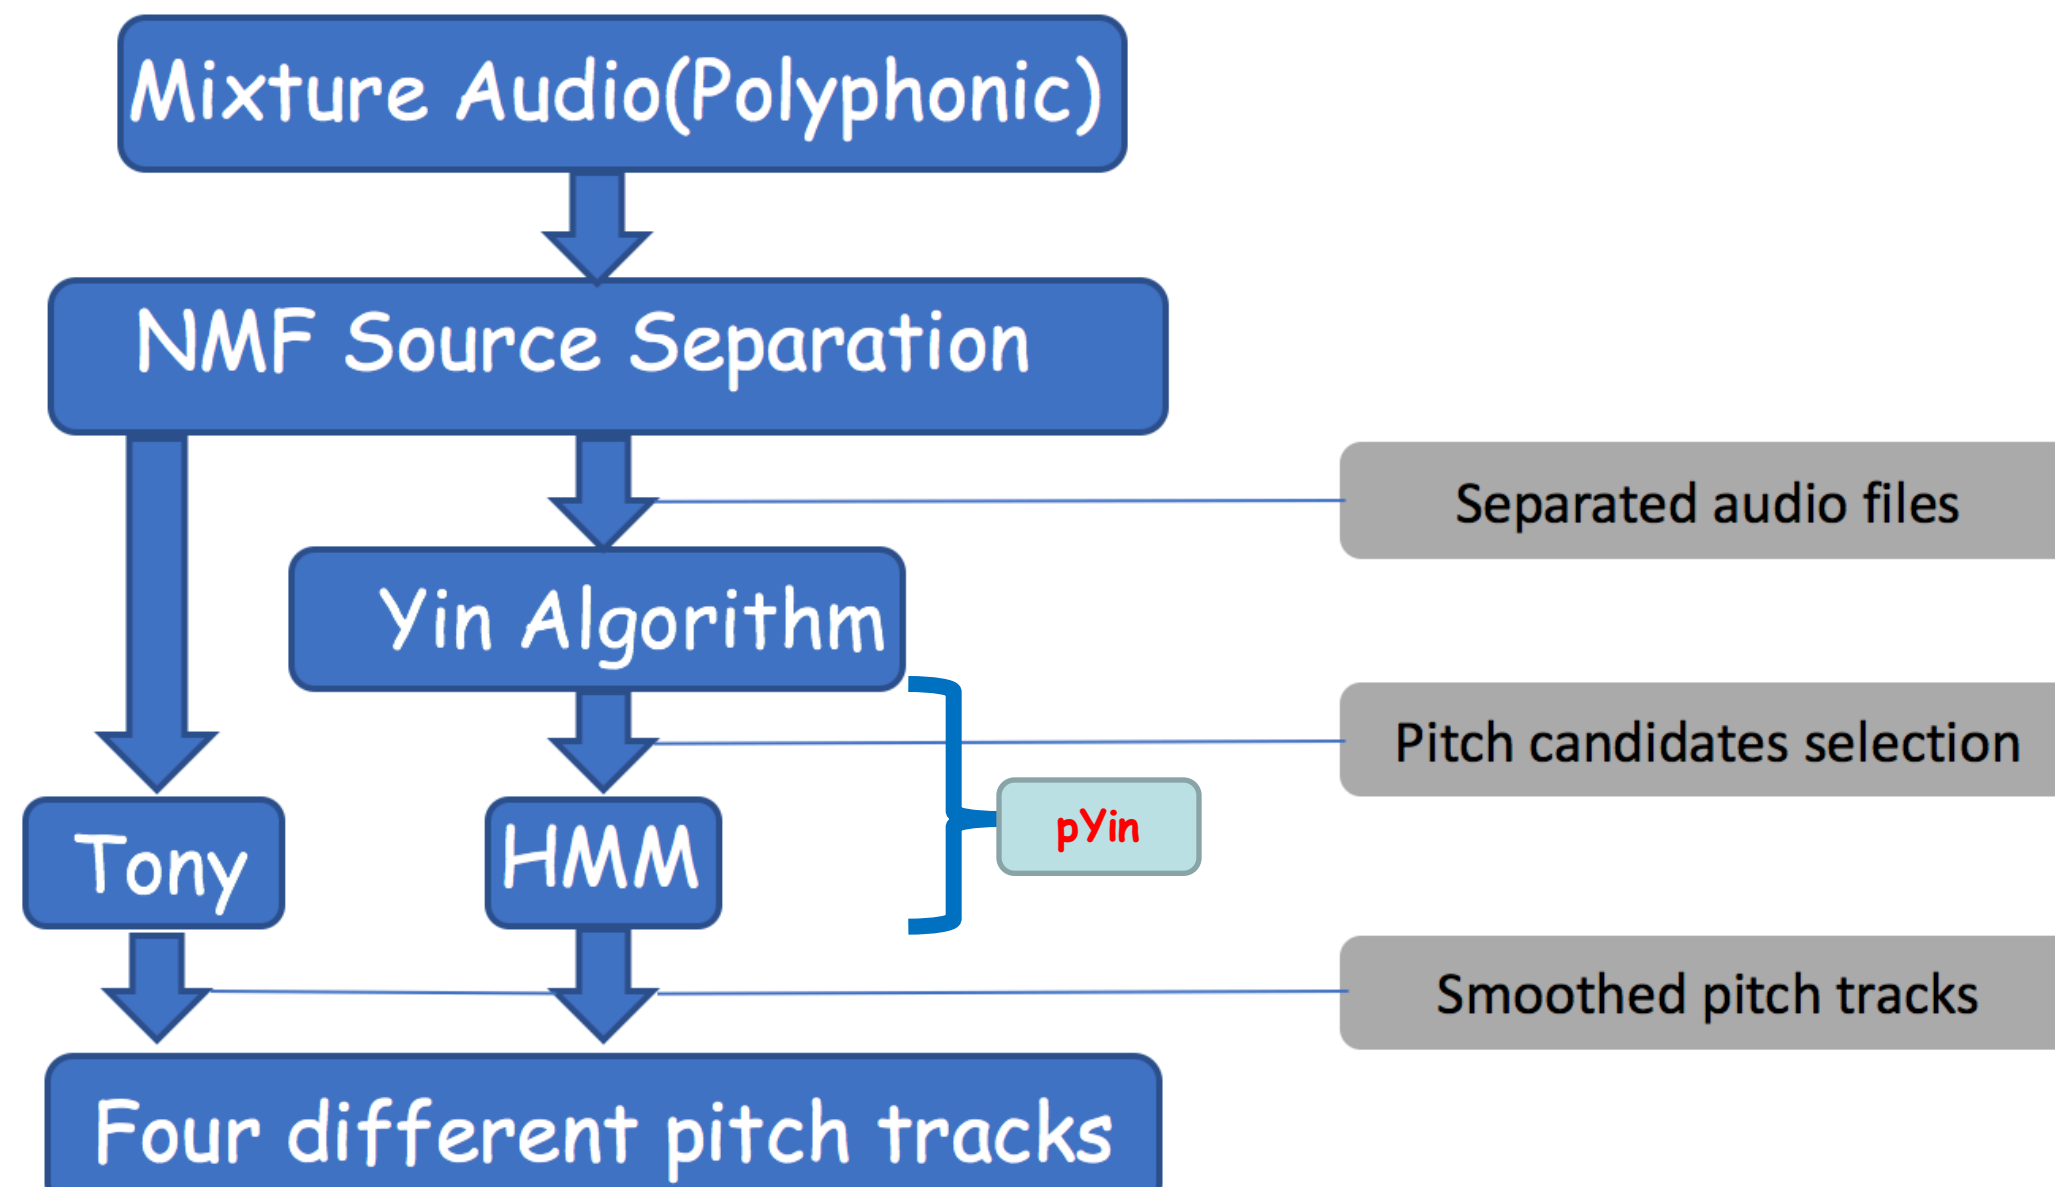 Mixture Audio(Polyphonic)
NMF Source Separation
Separated audio files
Yin Algorithm
Pitch candidates selection
pYin
Tony
HMM
Smoothed pitch tracks
Four different pitch tracks